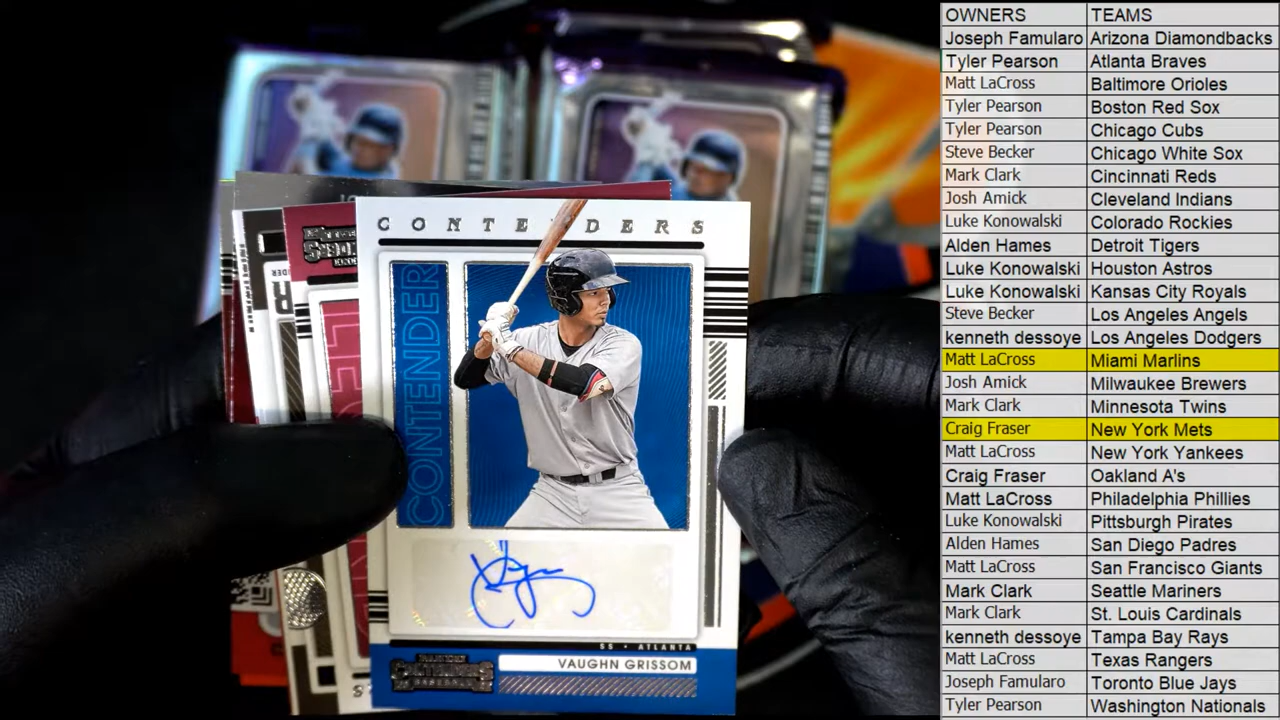 CONTENDERS
CONTENDER
SS • ATLANTA
VAUGHN GRISSOM
CONTENDERS
BASEBALL
OWNERS TEAMS
Joseph Famularo Arizona Diamondbacks
Tyler Pearson Atlanta Braves
Matt LaCross Baltimore Orioles
Tyler Pearson Boston Red Sox
Tyler Pearson Chicago Cubs
Steve Becker Chicago White Sox
Mark Clark Cincinnati Reds
Josh Amick Cleveland Indians
Luke Konowalski Colorado Rockies
Alden Hames Detroit Tigers
Luke Konowalski Houston Astros
Luke Konowalski Kansas City Royals
Steve Becker Los Angeles Angels
kenneth dessoye Los Angeles Dodgers
Matt LaCross Miami Marlins
Josh Amick Milwaukee Brewers
Mark Clark Minnesota Twins
Craig Fraser New York Mets
Matt LaCross New York Yankees
Craig Fraser Oakland A's
Matt LaCross Philadelphia Phillies
Luke Konowalski Pittsburgh Pirates
Alden Hames San Diego Padres
Matt LaCross San Francisco Giants
Mark Clark Seattle Mariners
Mark Clark St. Louis Cardinals
kenneth dessoye Tampa Bay Rays
Matt LaCross Texas Rangers
Joseph Famularo Toronto Blue Jays
Tyler Pearson Washington Nationals